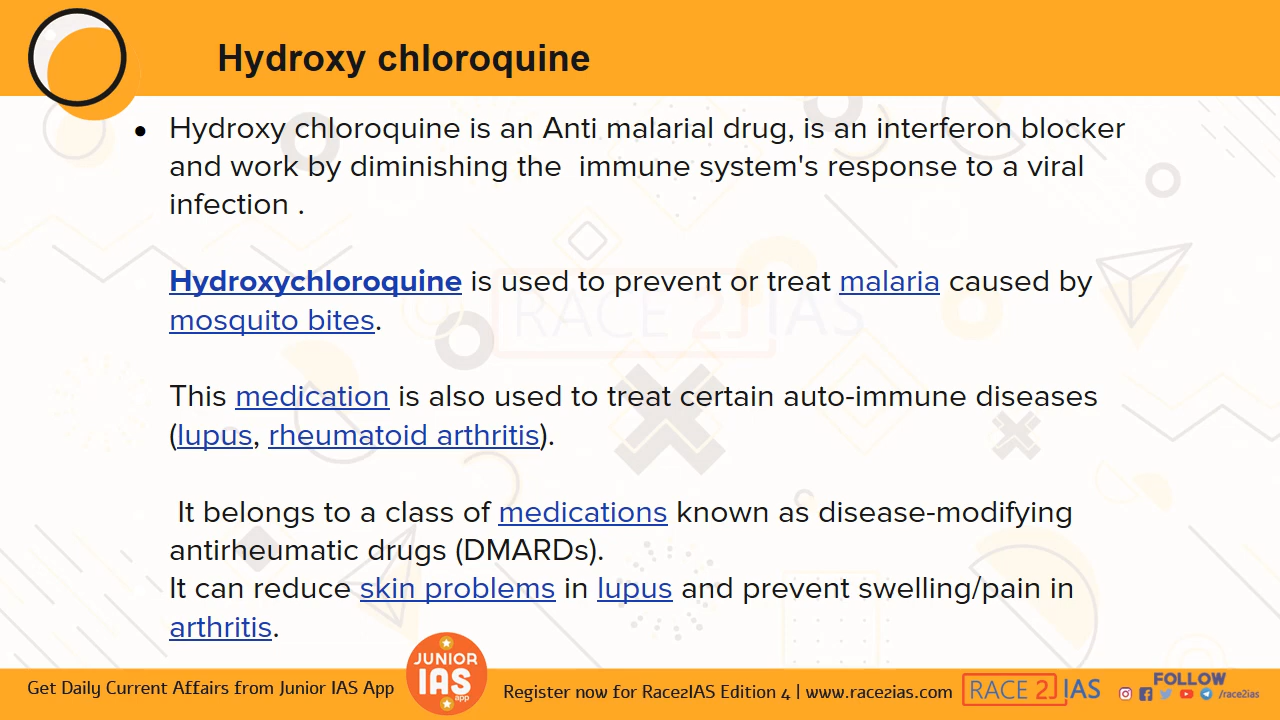 Hydroxy chloroquine
● Hydroxy chloroquine is an Anti malarial drug, is an interferon blocker
and work by diminishing the  immune system's response to a viral
infection .
Hydroxychloroquine is used to prevent or treat malaria caused by
mosquito bites.
This medication is also used to treat certain auto-immune diseases
(lupus, rheumatoid arthritis).
It belongs to a class of medications known as disease-modifying
antirheumatic drugs (DMARDs).
It can reduce skin problems in lupus and prevent swelling/pain in
arthritis.
RACE 2 IAS
Get Daily Current Affairs from Junior IAS App
JUNIOR
IAS
app
Register now for Race2IAS Edition 4 | www.race2ias.com
RACE 2 IAS
FOLLOW
/race2ias